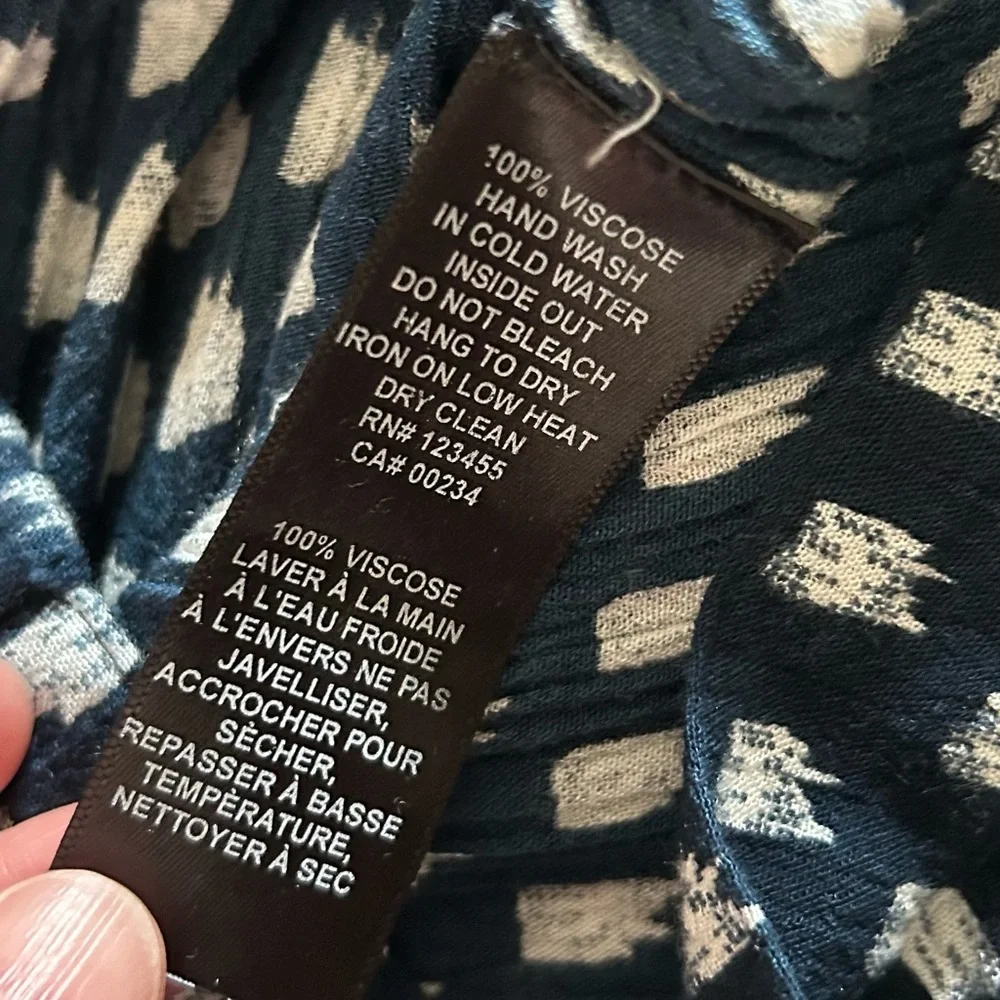 100% VISCOSE
HAND WASH
IN COLD WATER
INSIDE OUT
DO NOT BLEACH
HANG TO DRY
IRON ON LOW HEAT
DRY CLEAN
RN# 123455
CA# 00234
100% VISCOSE
LAVER À LA MAIN
À L'EAU FROIDE
À L'ENVERS NE PAS
JAVELLISER,
ACCROCHER POUR
SÈCHER,
REPASSER À BASSE
TEMPÈRATURE,
NETTOYER À SEC